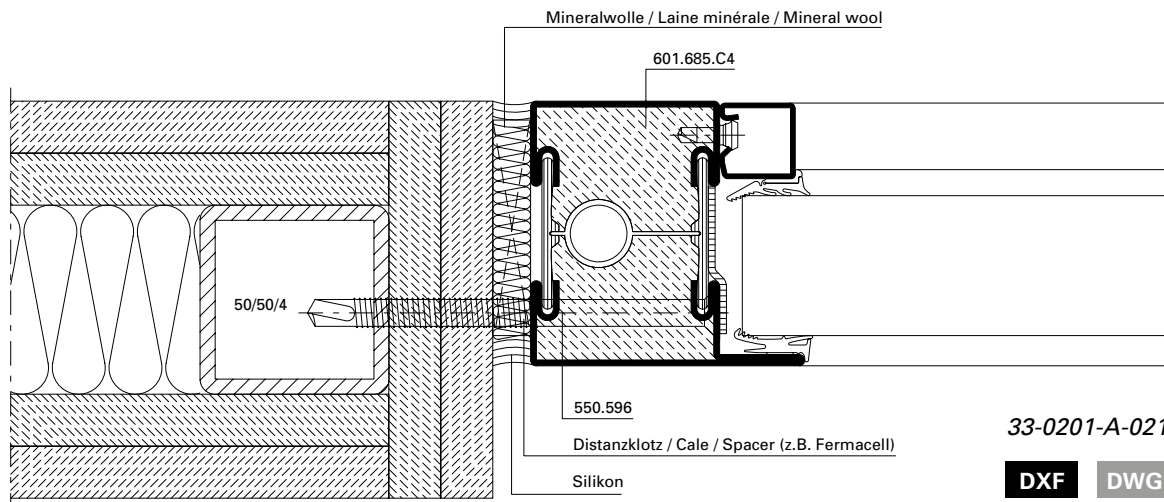 Mineralwolle / Laine minérale / Mineral wool
601.685.C4
50/50/4
550.596
Distanzklotz / Cale / Spacer (z.B. Fermacell)
Silikon
33-0201-A-021
DXF
DWG